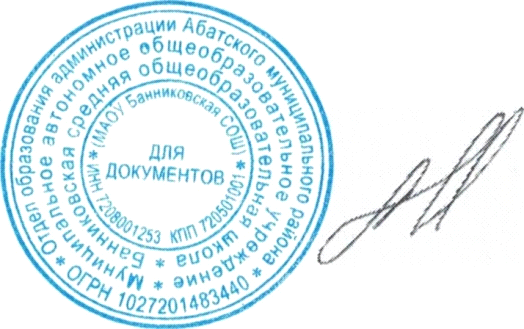 Отдел образования администрации Абатского муниципального района *
ОГРН 1027201483440 *
Муниципальное автономное общеобразовательное учреждение *
Банниковская средняя общеобразовательная школа *
(МАОУ Банниковская СОШ) *
ИНН 7208001253 КПП 720501001 *
ДЛЯ
ДОКУМЕНТОВ